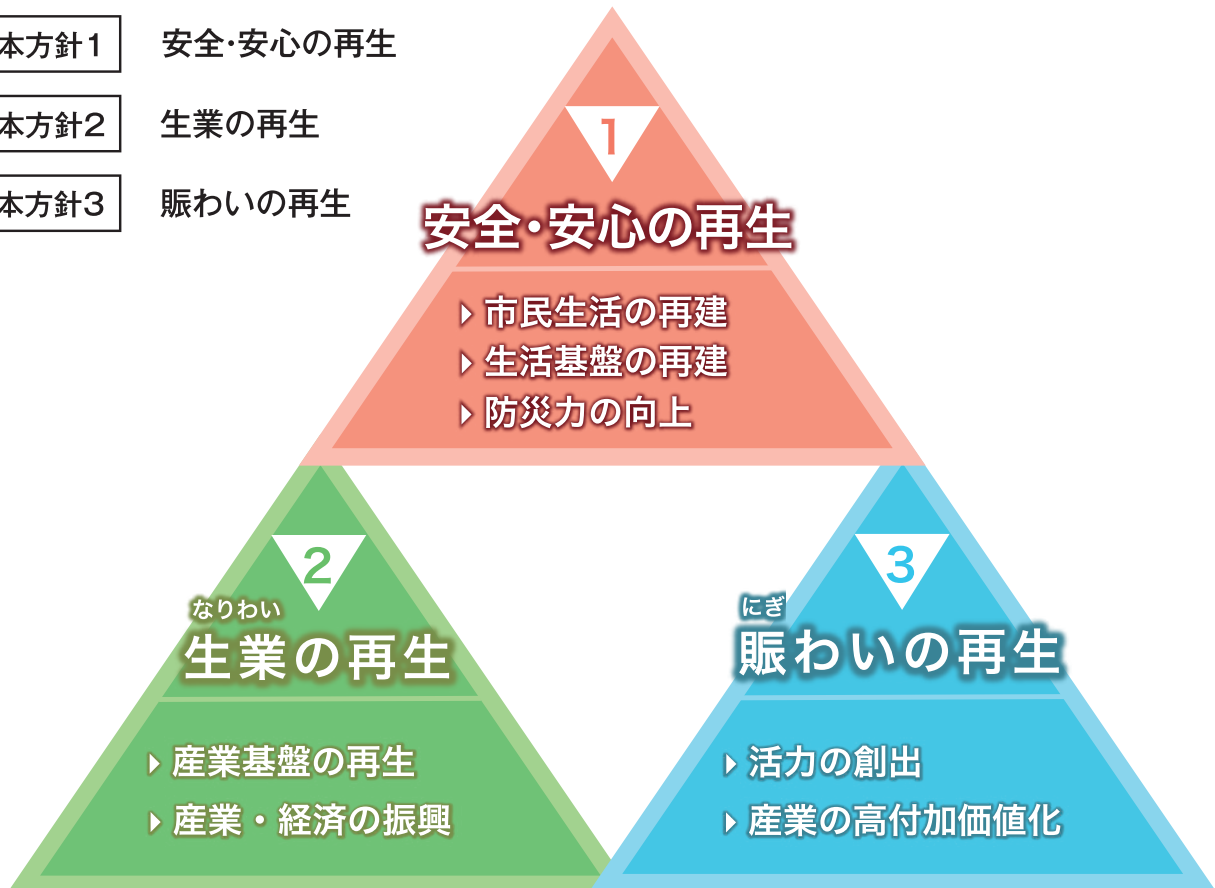 本方針1 安全・安心の再生
本方針2 生業の再生
本方針3 賑わいの再生
1
安全・安心の再生
市民生活の再建
生活基盤の再建
防災力の向上
2
なりわい
生業の再生
産業基盤の再生
産業・経済の振興
3
にぎ
賑わいの再生
活力の創出
産業の高付加価値化